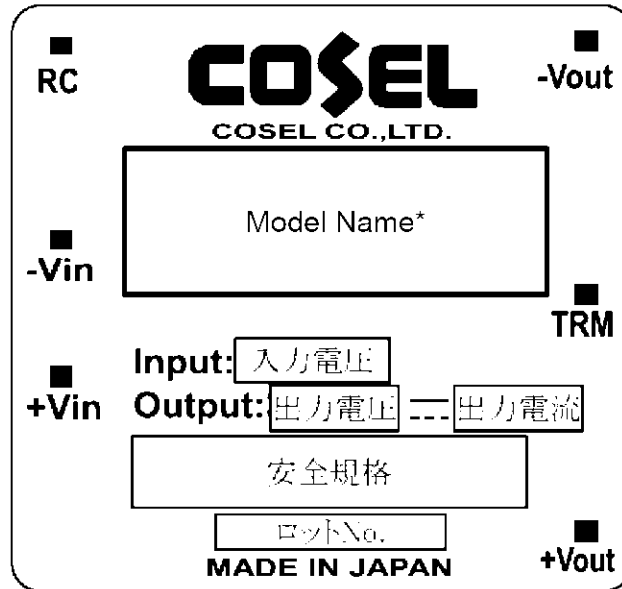 RC
COSEL
-Vout
COSEL CO.,LTD.
Model Name*
-Vin
TRM
Input: 入力電圧
+Vin
Output: 出力電圧 出力電流
安全規格
ロットNo.
MADE IN JAPAN
+Vout